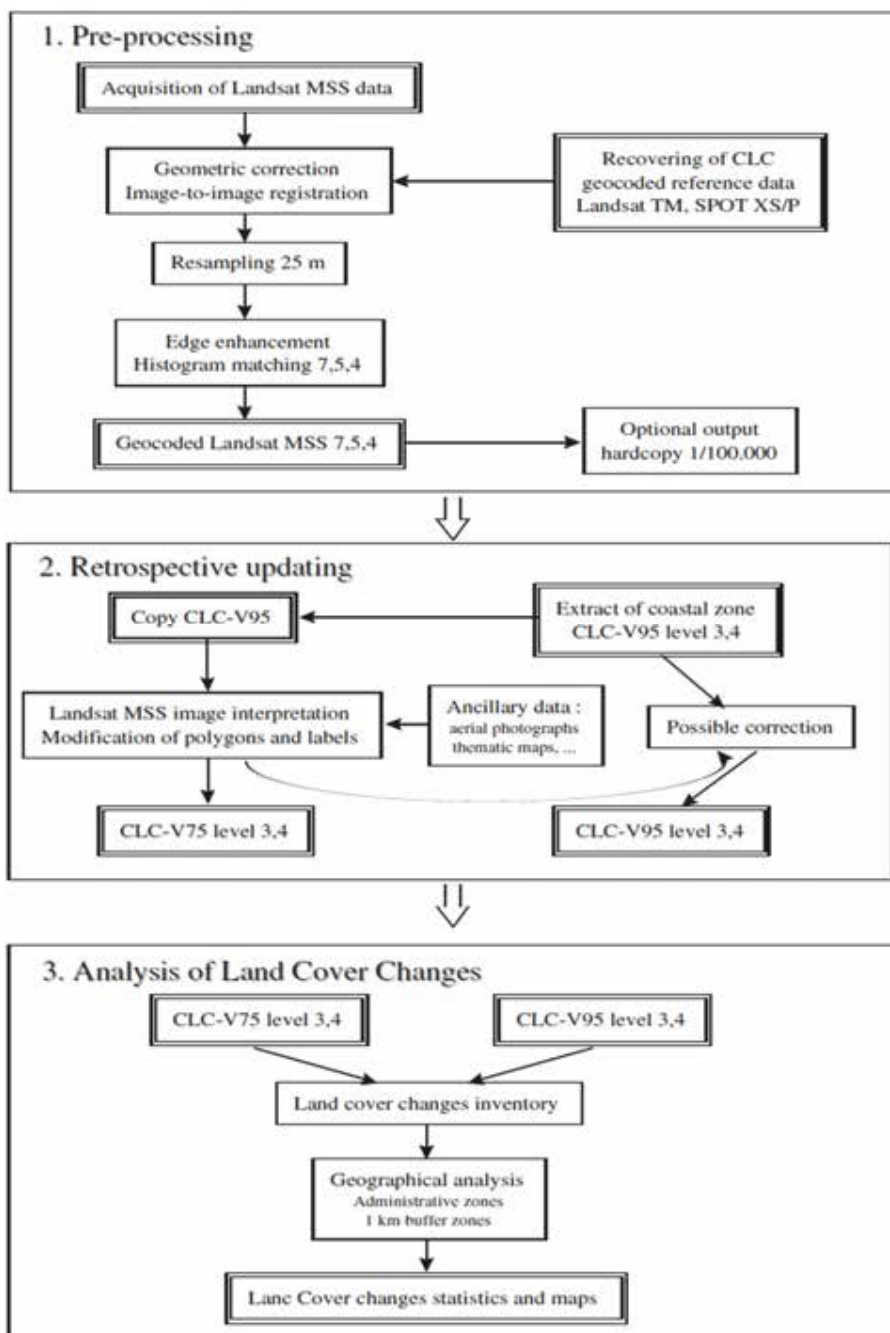 1. Pre-processing
Acquisition of Landsat MSS data
Geometric correction
Image-to-image registration
Recovering of CLC
geocoded reference data
Landsat TM, SPOT XS/P
Resampling 25 m
Edge enhancement
Histogram matching 7,5,4
Geocoded Landsat MSS 7,5,4
Optional output
hardcopy 1/100.000
2. Retrospective updating
Copy CLC-V95
Extract of coastal zone
CLC-V95 level 3,4
Landsat MSS image interpretation
Modification of polygons and labels
Ancillary data :
aerial photographs
thematic maps, ...
Possible correction
CLC-V75 level 3,4
CLC-V95 level 3,4
3. Analysis of Land Cover Changes
CLC-V75 level 3,4
CLC-V95 level 3,4
Land cover changes inventory
Geographical analysis
Administrative zones
1 km buffer zones
Lanc Cover changes statistics and maps